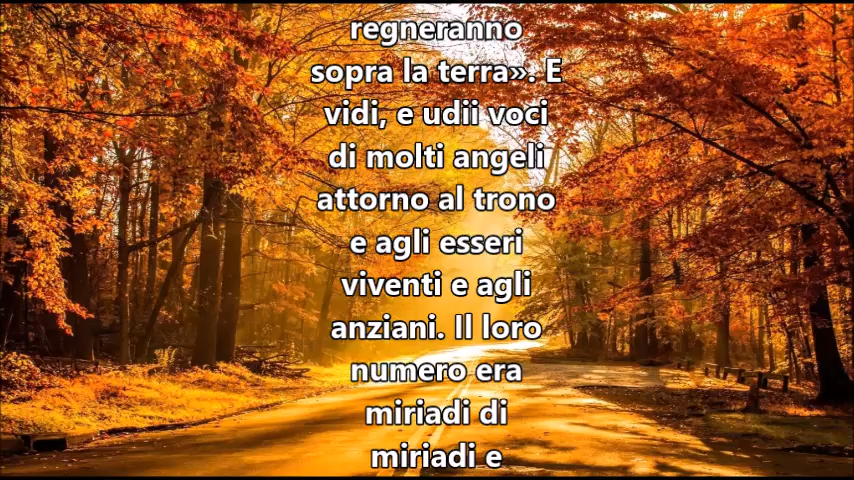 regneranno
sopra la terra». E
vidi, e udii voci
di molti angeli
attorno al trono
e agli esseri
viventi e agli
anziani. Il loro
numero era
miriadi di
miriadi e